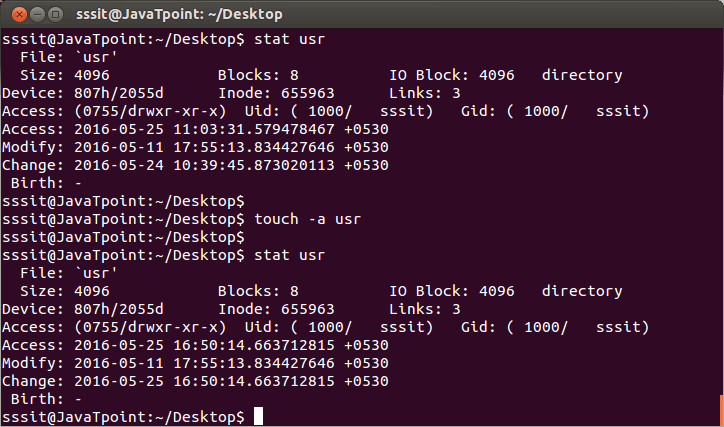 sssit@JavaTpoint: ~/Desktop
sssit@JavaTpoint:~/Desktop$ stat usr
  File: `usr'
  Size: 4096            Blocks: 8          IO Block: 4096   directory
Device: 807h/2055d      Inode: 655963      Links: 3
Access: (0755/drwxr-xr-x)  Uid: ( 1000/   sssit)   Gid: ( 1000/   sssit)
Access: 2016-05-25 11:03:31.579478467 +0530
Modify: 2016-05-11 17:55:13.834427646 +0530
Change: 2016-05-24 10:39:45.873020113 +0530
 Birth: -
sssit@JavaTpoint:~/Desktop$
sssit@JavaTpoint:~/Desktop$ touch -a usr
sssit@JavaTpoint:~/Desktop$
sssit@JavaTpoint:~/Desktop$ stat usr
  File: `usr'
  Size: 4096            Blocks: 8          IO Block: 4096   directory
Device: 807h/2055d      Inode: 655963      Links: 3
Access: (0755/drwxr-xr-x)  Uid: ( 1000/   sssit)   Gid: ( 1000/   sssit)
Access: 2016-05-25 16:50:14.663712815 +0530
Modify: 2016-05-11 17:55:13.834427646 +0530
Change: 2016-05-25 16:50:14.663712815 +0530
 Birth: -
sssit@JavaTpoint:~/Desktop$